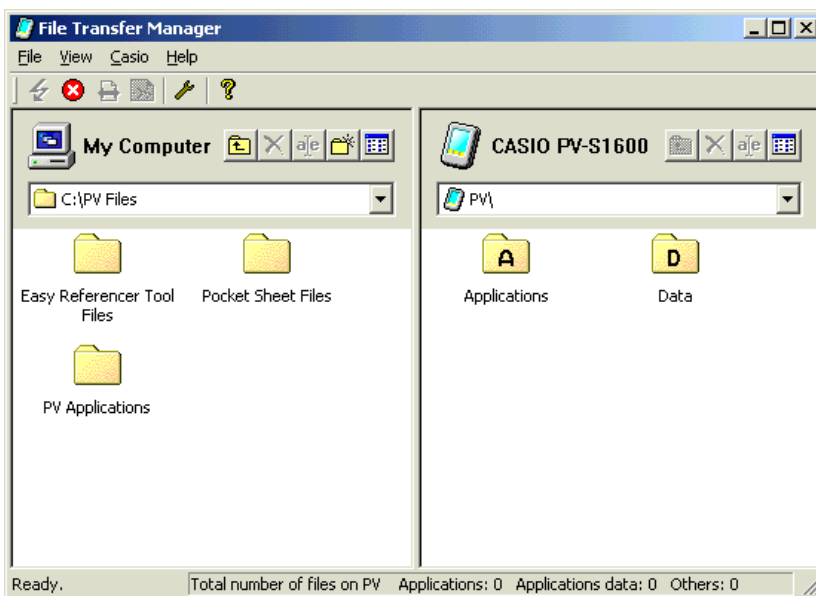 File Transfer Manager
File View Casio Help
My Computer
C:\PV Files
Easy Referencer Tool
Files
Pocket Sheet Files
PV Applications
CASIO PV-S1600
PV\
A
Applications
D
Data
Ready.
Total number of files on PV Applications: 0 Applications data: 0 Others: 0